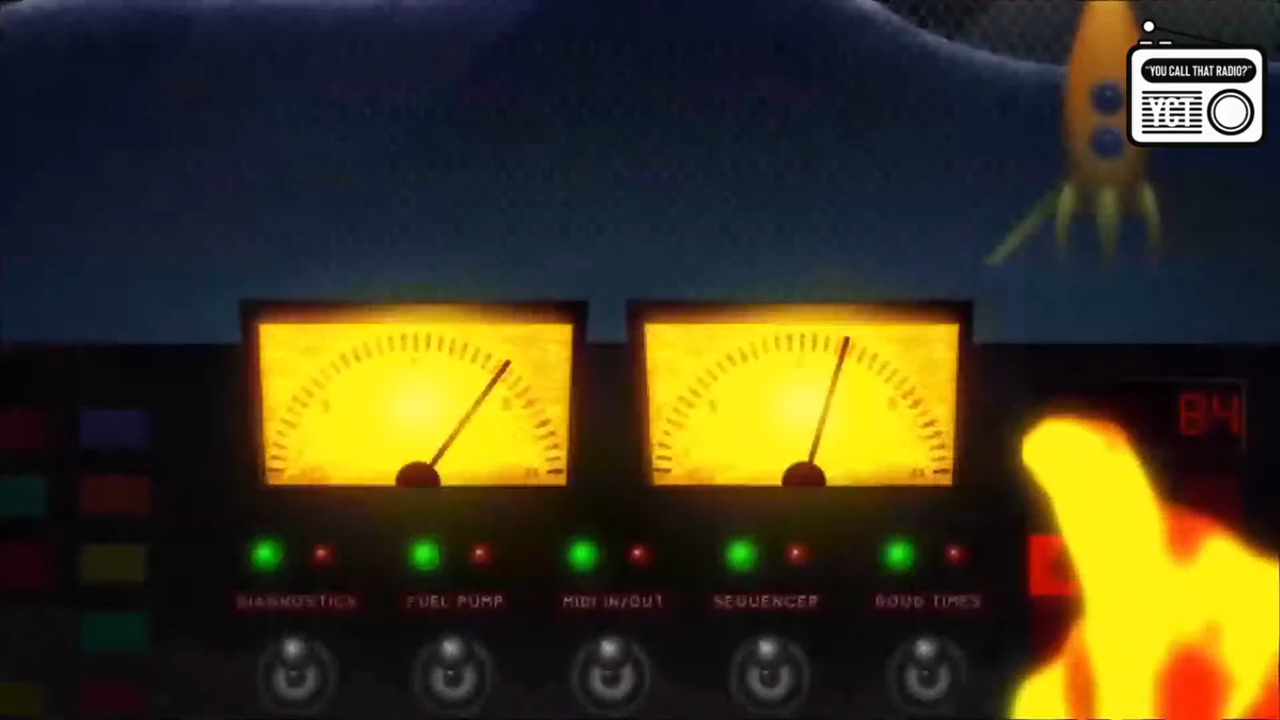 "YOU CALL THAT RADIO?"
YCT
84
DIAGNOSTICS
FUEL PUMP
MIDI IN/OUT
SEQUENCER
GOOD TIMES